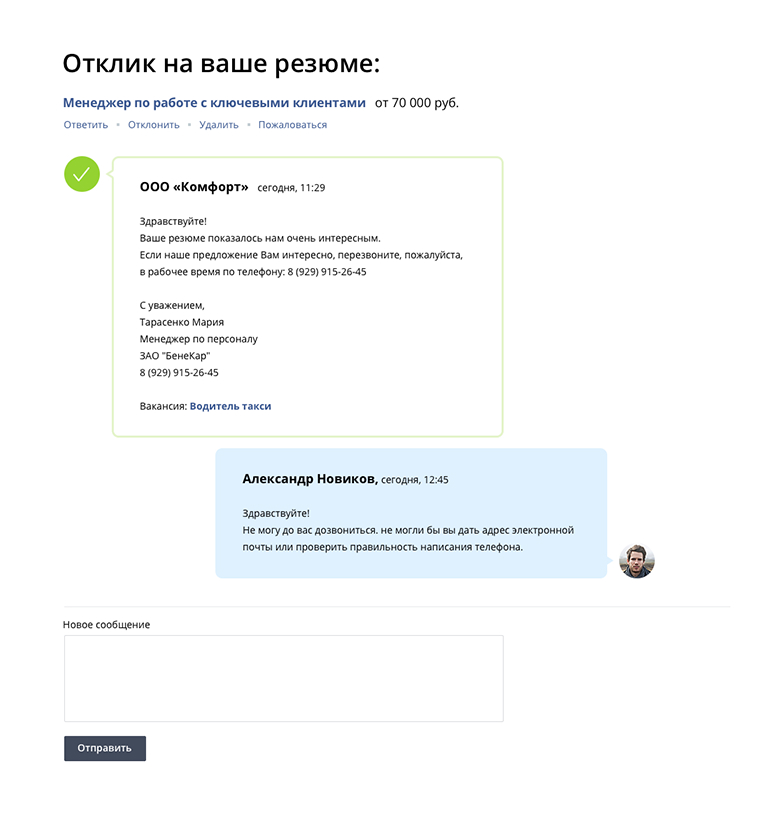 Отклик на ваше резюме:
Менеджер по работе с ключевыми клиентами от 70 000 руб.
Ответить • Отклонить • Удалить • Пожаловаться
ООО «Комфорт» сегодня, 11:29
Здравствуйте!
Ваше резюме показалось нам очень интересным.
Если наше предложение Вам интересно, перезвоните, пожалуйста,
в рабочее время по телефону: 8 (929) 915-26-45
С уважением,
Тарасенко Мария
Менеджер по персоналу
ЗАО "БенеКар"
8 (929) 915-26-45
Вакансия: Водитель такси
Александр Новиков, сегодня, 12:45
Здравствуйте!
Не могу до вас дозвониться. не могли бы вы дать адрес электронной
почты или проверить правильность написания телефона.
Новое сообщение
Отправить